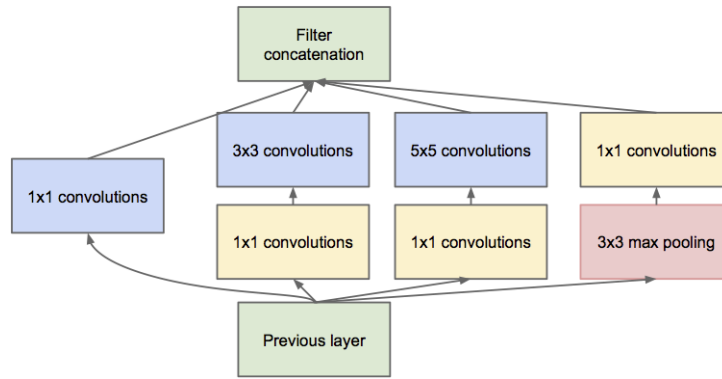 Filter
concatenation
3x3 convolutions
5x5 convolutions
1x1 convolutions
1x1 convolutions
1x1 convolutions
1x1 convolutions
3x3 max pooling
Previous layer